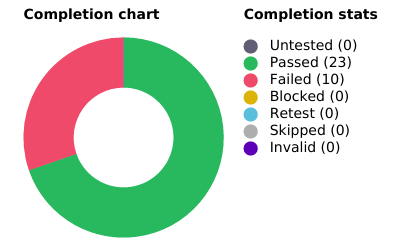 Completion chart
Completion stats
Untested (0)
Passed (23)
Failed (10)
Blocked (0)
Retest (0)
Skipped (0)
Invalid (0)